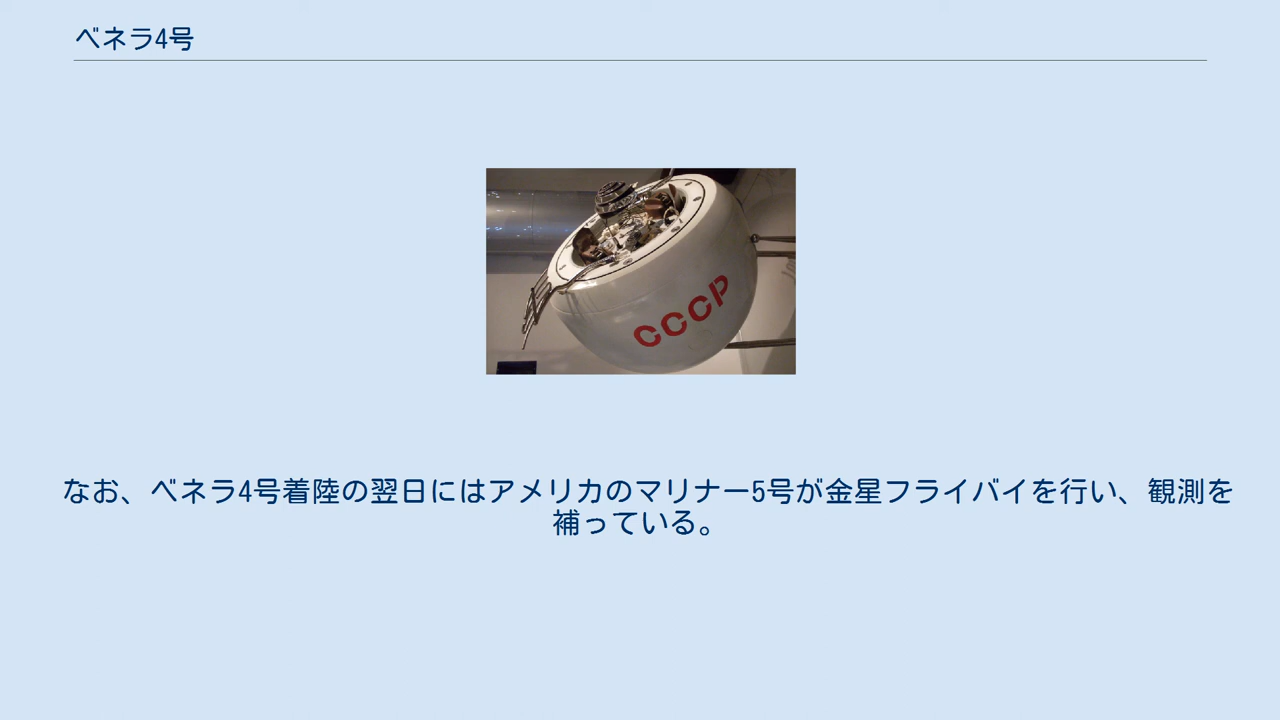 ベネラ4号
СССР
なお、ベネラ4号着陸の翌日にはアメリカのマリナー5号が金星フライバイを行い、観測を
補っている。